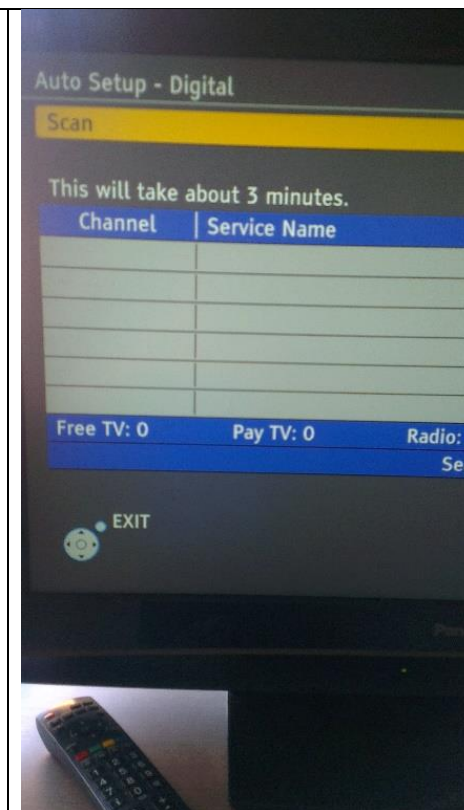 Auto Setup - Digital
Scan
This will take about 3 minutes.
Channel Service Name
Free TV: 0 Pay TV: 0 Radio:
Se
EXIT